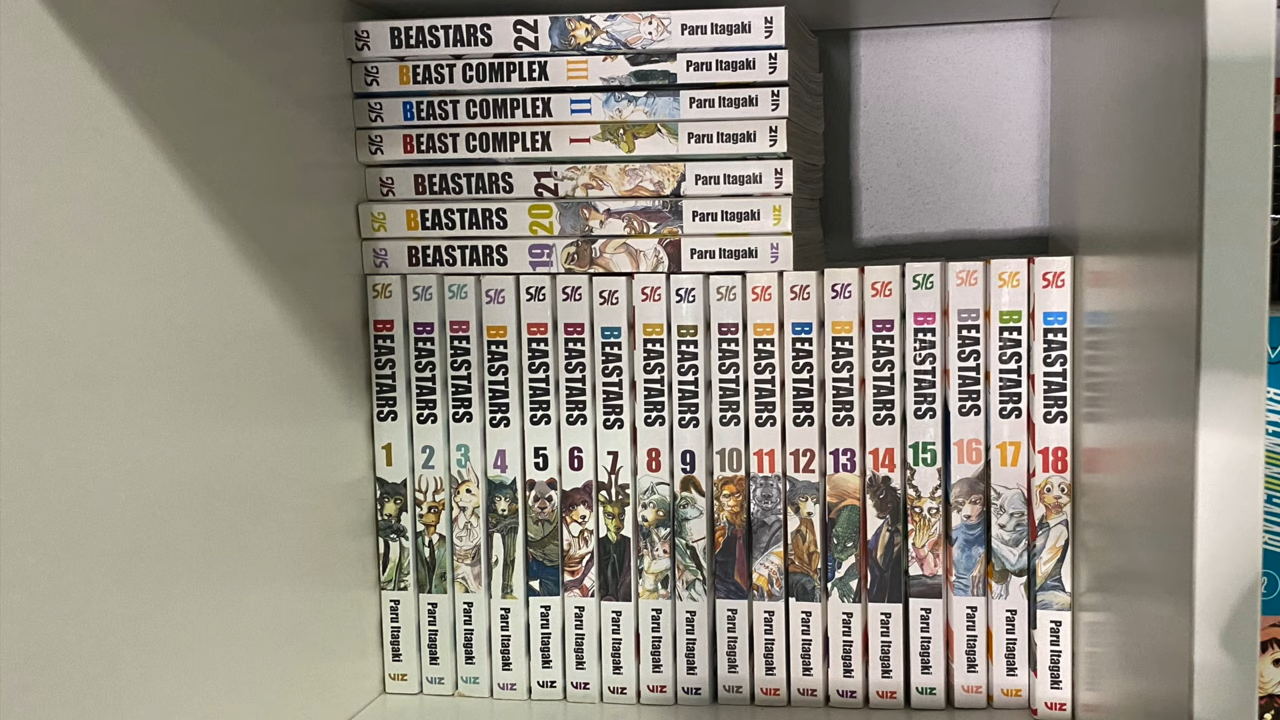 SIG BEASTARS 22 Paru Itagaki VIZ
SIG BEAST COMPLEX III Paru Itagaki VIZ
SIG BEAST COMPLEX II Paru Itagaki VIZ
SIG BEAST COMPLEX I Paru Itagaki VIZ
SIG BEASTARS 21 Paru Itagaki VIZ
SIG BEASTARS 20 Paru Itagaki VIZ
SIG BEASTARS 19 Paru Itagaki VIZ
SIG BEASTARS 1 Paru Itagaki VIZ
SIG BEASTARS 2 Paru Itagaki VIZ
SIG BEASTARS 3 Paru Itagaki VIZ
SIG BEASTARS 4 Paru Itagaki VIZ
SIG BEASTARS 5 Paru Itagaki VIZ
SIG BEASTARS 6 Paru Itagaki VIZ
SIG BEASTARS 7 Paru Itagaki VIZ
SIG BEASTARS 8 Paru Itagaki VIZ
SIG BEASTARS 9 Paru Itagaki VIZ
SIG BEASTARS 10 Paru Itagaki VIZ
SIG BEASTARS 11 Paru Itagaki VIZ
SIG BEASTARS 12 Paru Itagaki VIZ
SIG BEASTARS 13 Paru Itagaki VIZ
SIG BEASTARS 14 Paru Itagaki VIZ
SIG BEASTARS 15 Paru Itagaki VIZ
SIG BEASTARS 16 Paru Itagaki VIZ
SIG BEASTARS 17 Paru Itagaki VIZ
SIG BEASTARS 18 Paru Itagaki VIZ